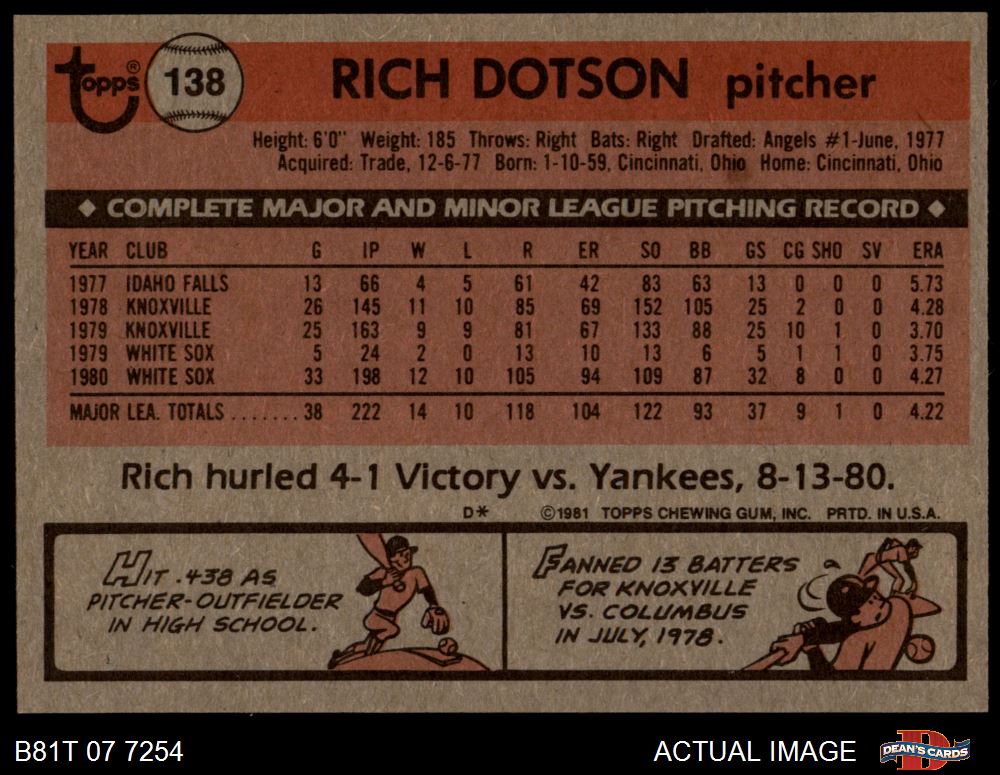 Topps® 138 RICH DOTSON pitcher
Height: 6'0" Weight: 185 Throws: Right Bats: Right Drafted: Angels #1-June, 1977
Acquired: Trade, 12-6-77 Born: 1-10-59, Cincinnati, Ohio Home: Cincinnati, Ohio
◆ COMPLETE MAJOR AND MINOR LEAGUE PITCHING RECORD ◆
YEAR CLUB G IP W L R ER SO BB GS CG SHO SV ERA
1977 IDAHO FALLS 13 66 4 5 61 42 83 63 13 0 0 0 5.73
1978 KNOXVILLE 26 145 11 10 85 69 152 105 25 2 0 0 4.28
1979 KNOXVILLE 25 163 9 9 81 67 133 88 25 10 1 0 3.70
1979 WHITE SOX 5 24 2 0 13 10 13 6 5 1 1 0 3.75
1980 WHITE SOX 33 198 12 10 105 94 109 87 32 8 0 0 4.27
MAJOR LEA. TOTALS ....... 38 222 14 10 118 104 122 93 37 9 1 0 4.22
Rich hurled 4-1 Victory vs. Yankees, 8-13-80.
D* ©1981 TOPPS CHEWING GUM, INC. PRTD. IN U.S.A.
HIT .438 AS
PITCHER-OUTFIELDER
IN HIGH SCHOOL.
FANNED 13 BATTERS
FOR KNOXVILLE
VS. COLUMBUS
IN JULY, 1978.
B81T 07 7254 ACTUAL IMAGE D DEAN'S CARDS